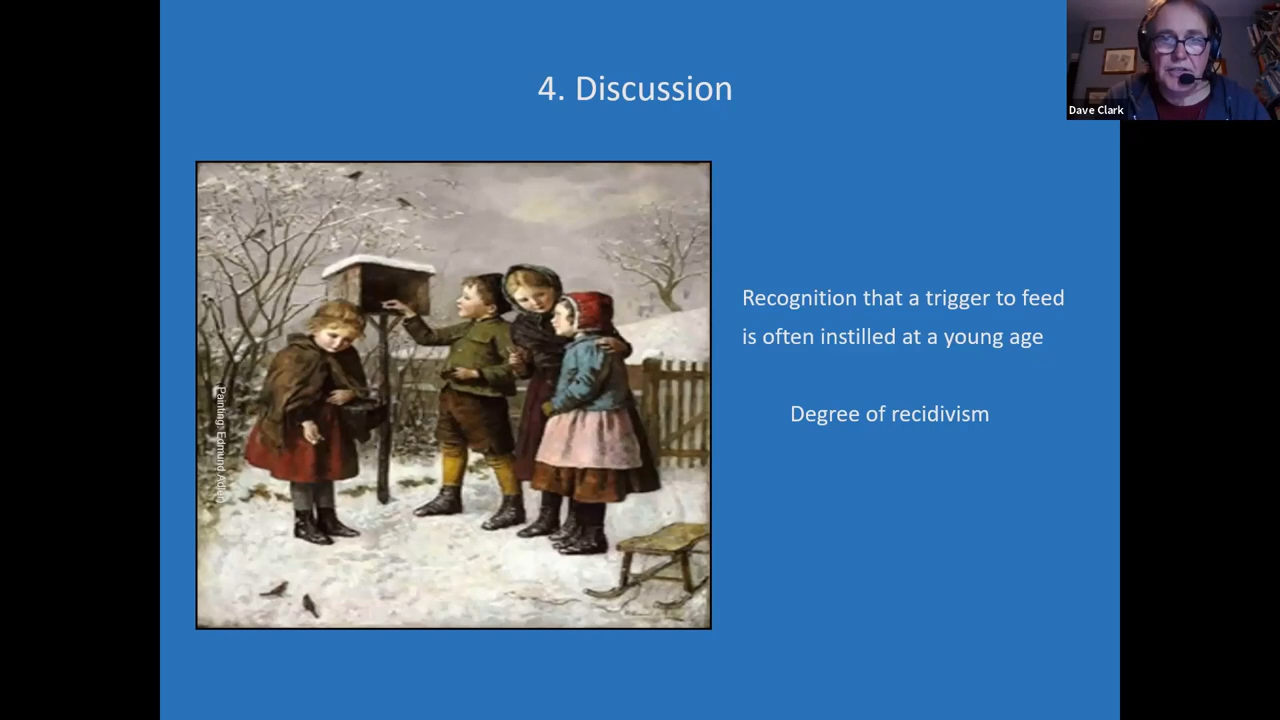 4. Discussion
Dave Clark
Painting: Edmund Adler
Recognition that a trigger to feed
is often instilled at a young age
Degree of recidivism